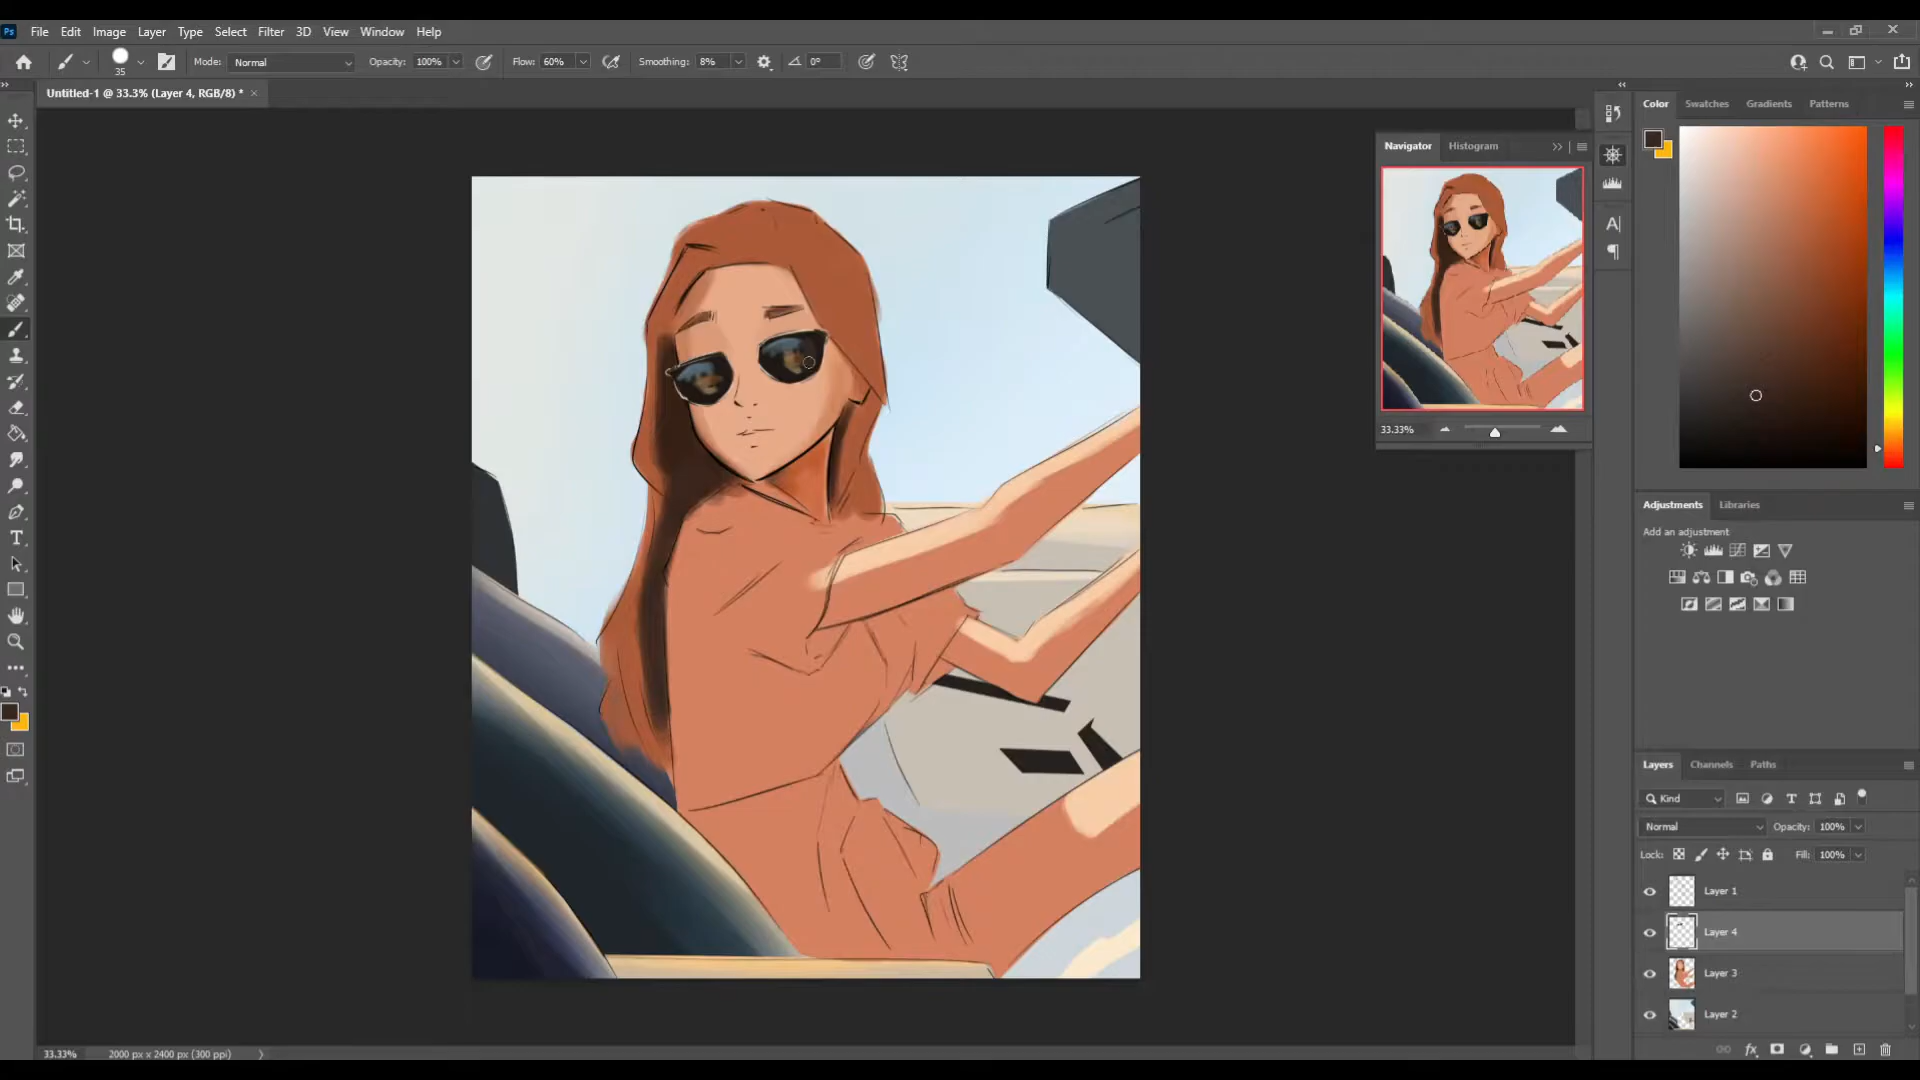 Ps File Edit Image Layer Type Select Filter 3D View Window Help
35 Mode: Normal Opacity: 100% Flow: 60% Smoothing: 8% 0°
Untitled-1 @ 33.3% (Layer 4, RGB/8) * ×
Color Swatches Gradients Patterns
Navigator Histogram
33.33%
Adjustments Libraries
Add an adjustment
Layers Channels Paths
Kind
Normal Opacity: 100%
Lock: Fill: 100%
Layer 1
Layer 4
Layer 3
Layer 2
33.33% 2000 px x 2400 px (300 ppi)